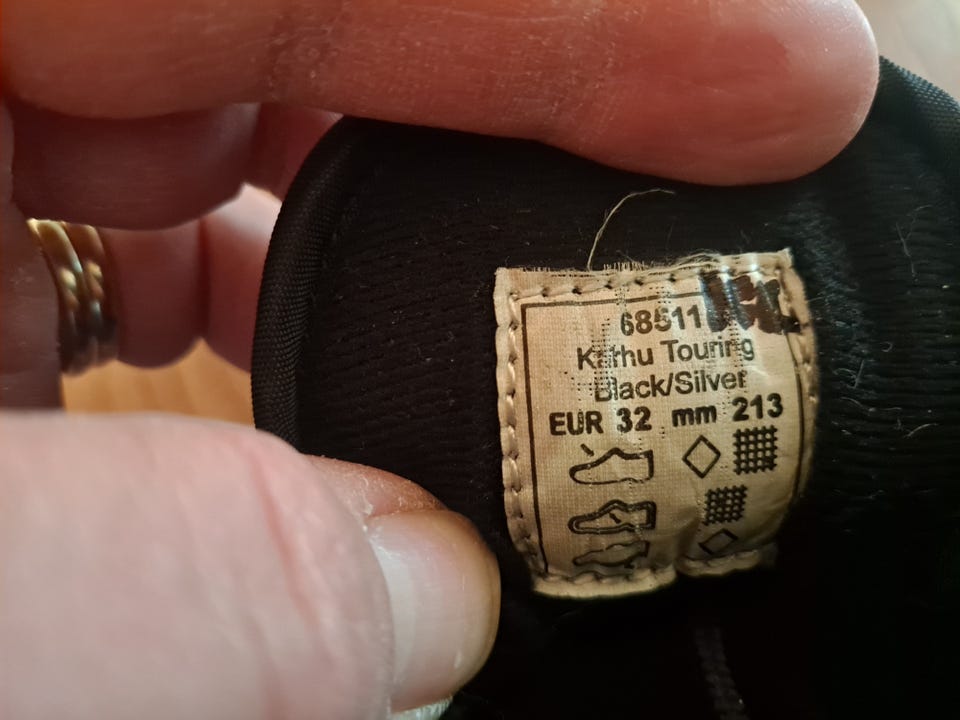 68511
Karhu Touring
Black/Silver
EUR 32 mm 213